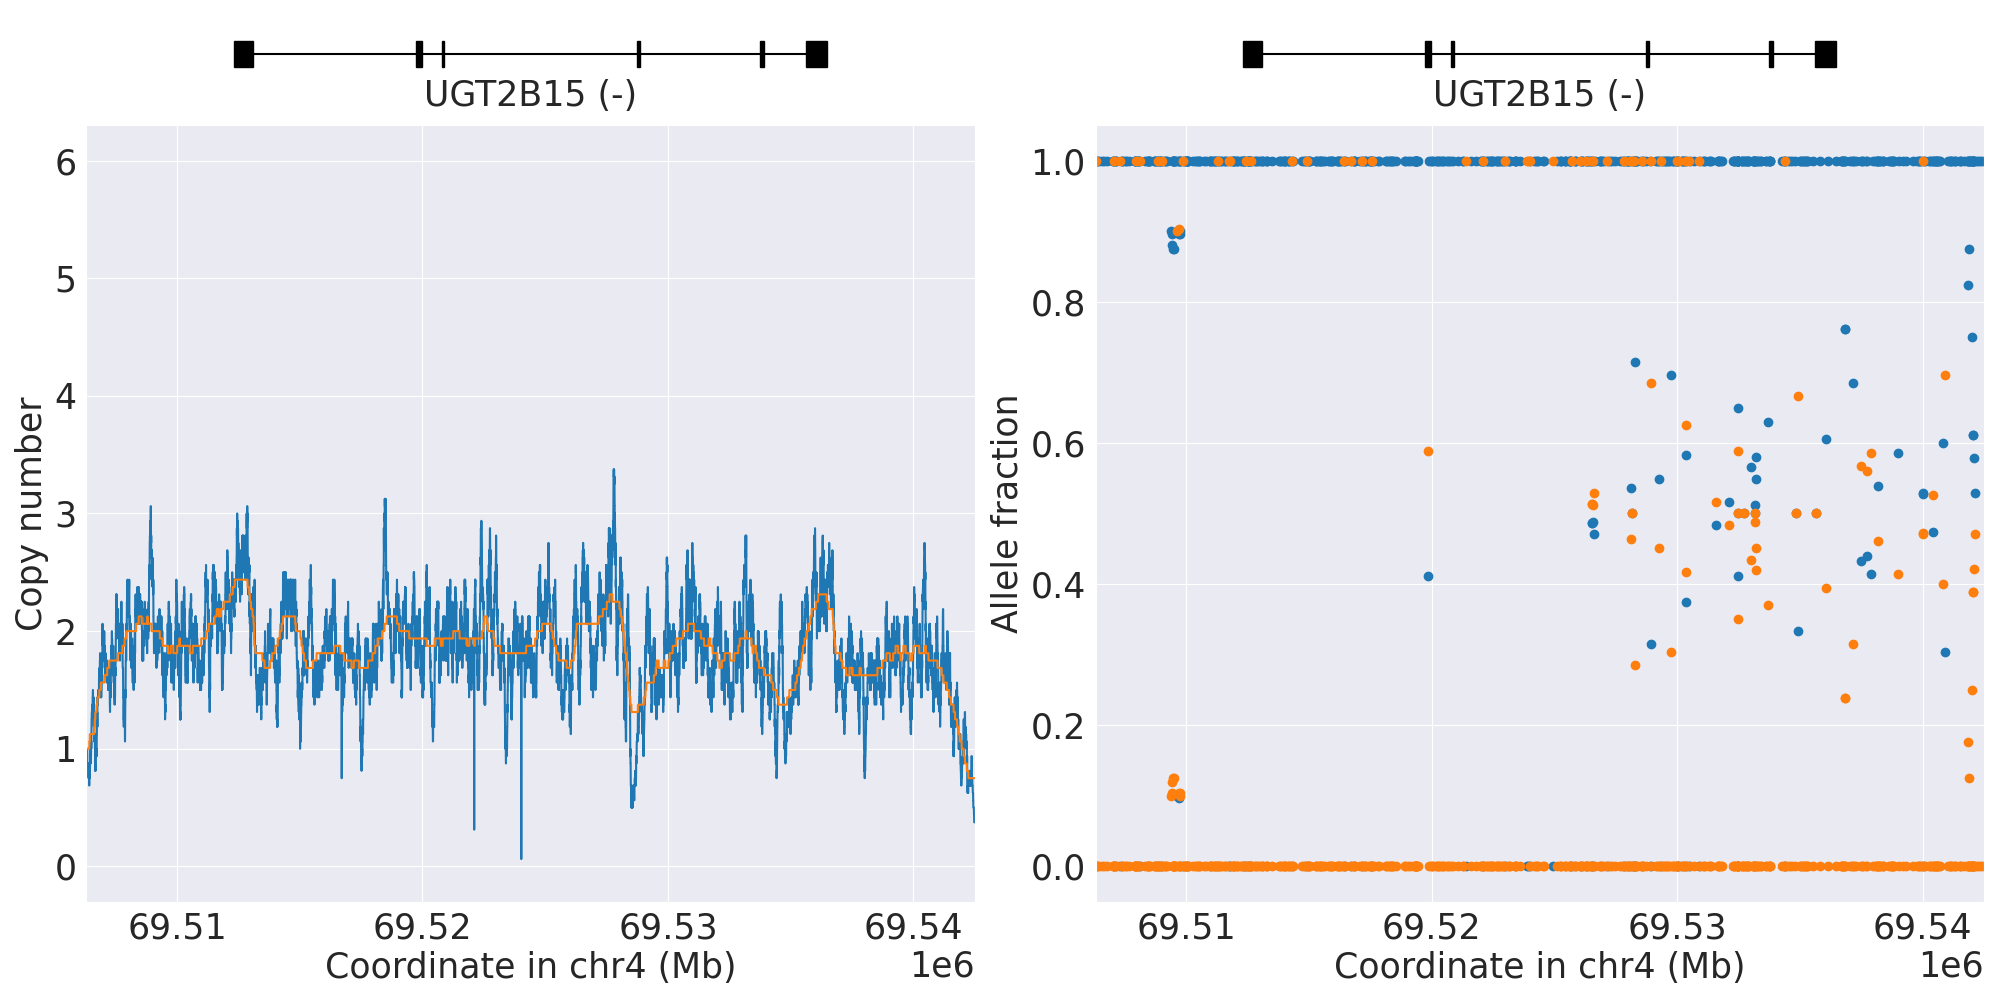 UGT2B15 (-)
Copy number
6
5
4
3
2
1
0
69.51 69.52 69.53 69.54
Coordinate in chr4 (Mb)
1e6
UGT2B15 (-)
Allele fraction
1.0
0.8
0.6
0.4
0.2
0.0
69.51 69.52 69.53 69.54
Coordinate in chr4 (Mb)
1e6